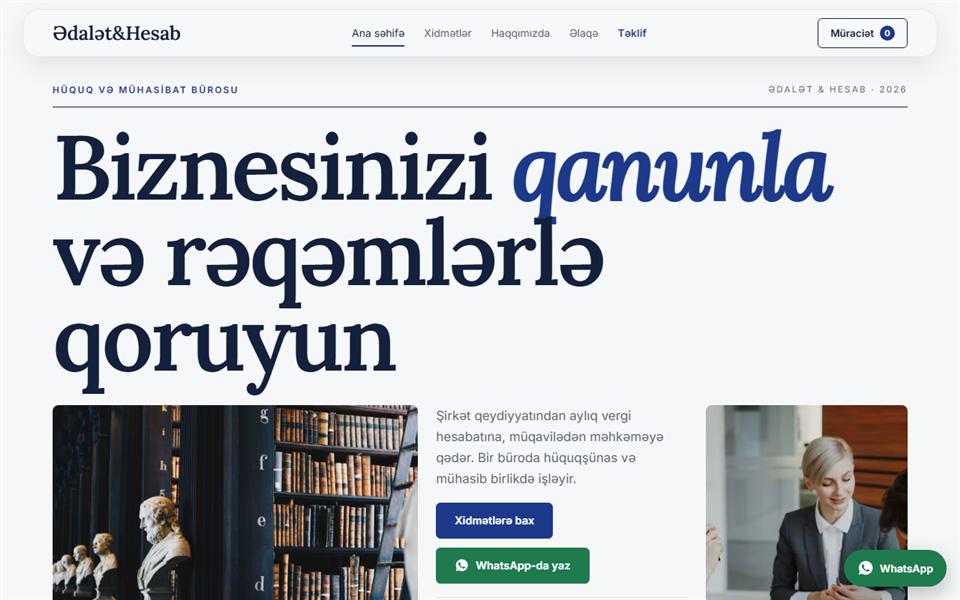 Ədalət&Hesab
Ana səhifə
Xidmətlər
Haqqımızda
Əlaqə
Təklif
Müraciət 0
HÜQUQ VƏ MÜHASİBAT BÜROSU
ƏDALƏT & HESAB · 2026
Biznesinizi qanunla
və rəqəmlərlə
qoruyun
k
i
h
s
g
f
e
d
Şirkət qeydiyyatından aylıq vergi
hesabatına, müqavilədən məhkəməyə
qədər. Bir büroda hüquqşünas və
mühasib birlikdə işləyir.
Xidmətlərə bax
WhatsApp-da yaz
WhatsApp